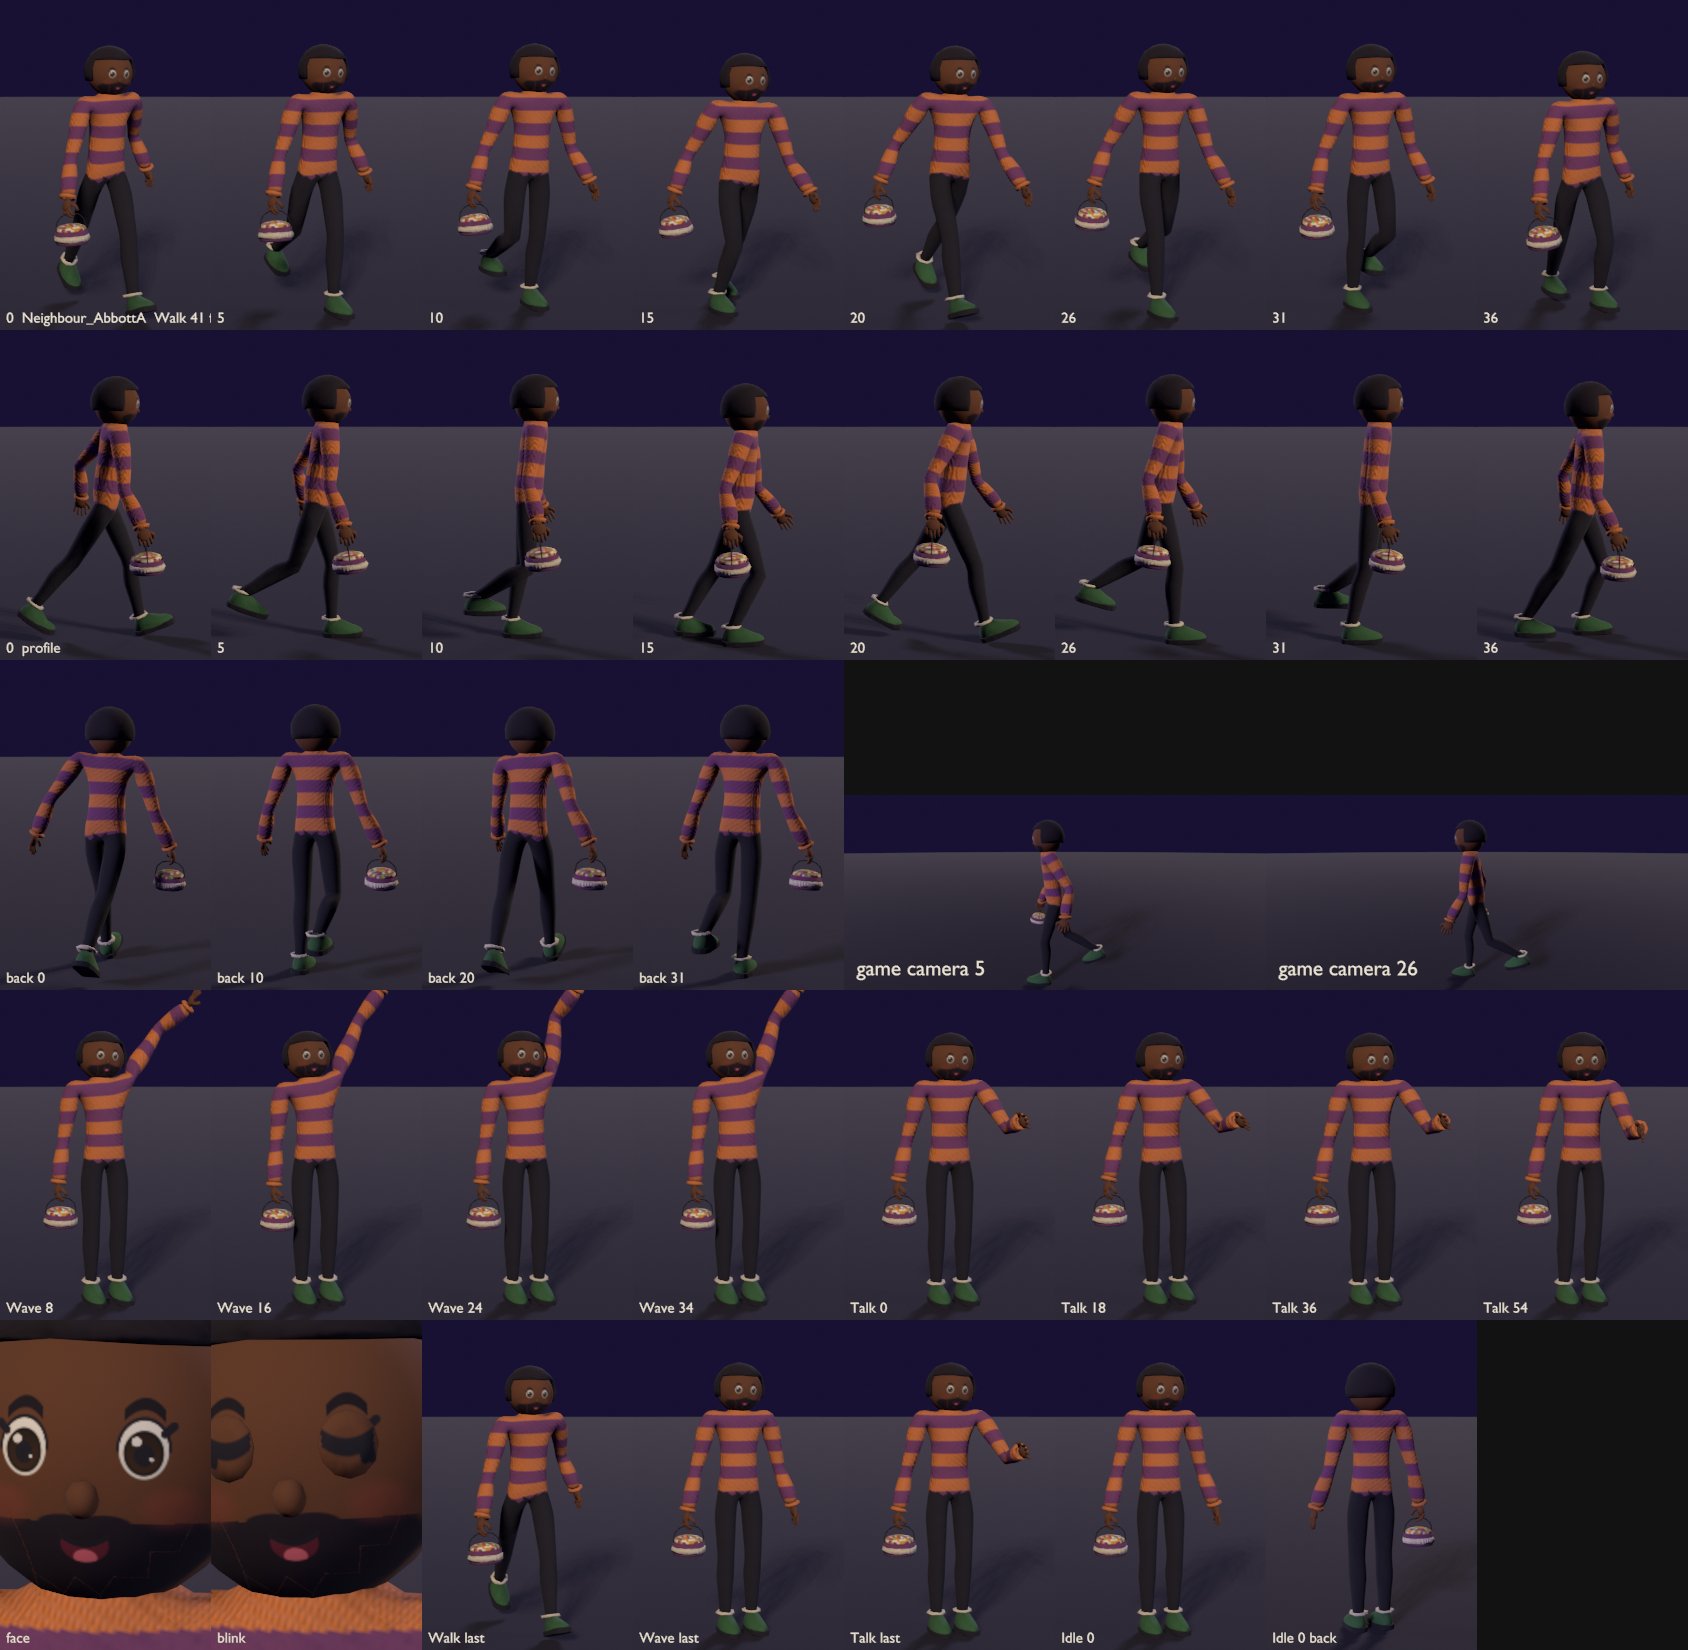 0 Neighbour_AbbottA Walk 41 f
5
10
15
20
26
31
36
0 profile
5
10
15
20
26
31
36
back 0
back 10
back 20
back 31
game camera 5
game camera 26
Wave 8
Wave 16
Wave 24
Wave 34
Talk 0
Talk 18
Talk 36
Talk 54
face
blink
Walk last
Wave last
Talk last
Idle 0
Idle 0 back